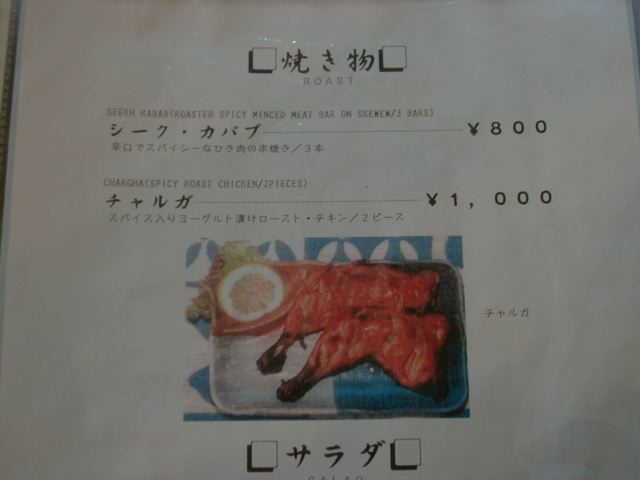 焼き物
ROAST
SEEKH KABAB(ROASTED SPICY MINCED MEAT BAR ON SKEWEW/3 BARS)
シーク・カバブ ¥800
辛口でスパイシーなひき肉の串焼き／3本
CHARGHA(SPICY ROAST CHICKEN/2PIECES)
チャルガ ¥1,000
スパイス入りヨーグルト漬けロースト・チキン／2ピース
チャルガ
サラダ
SALAD